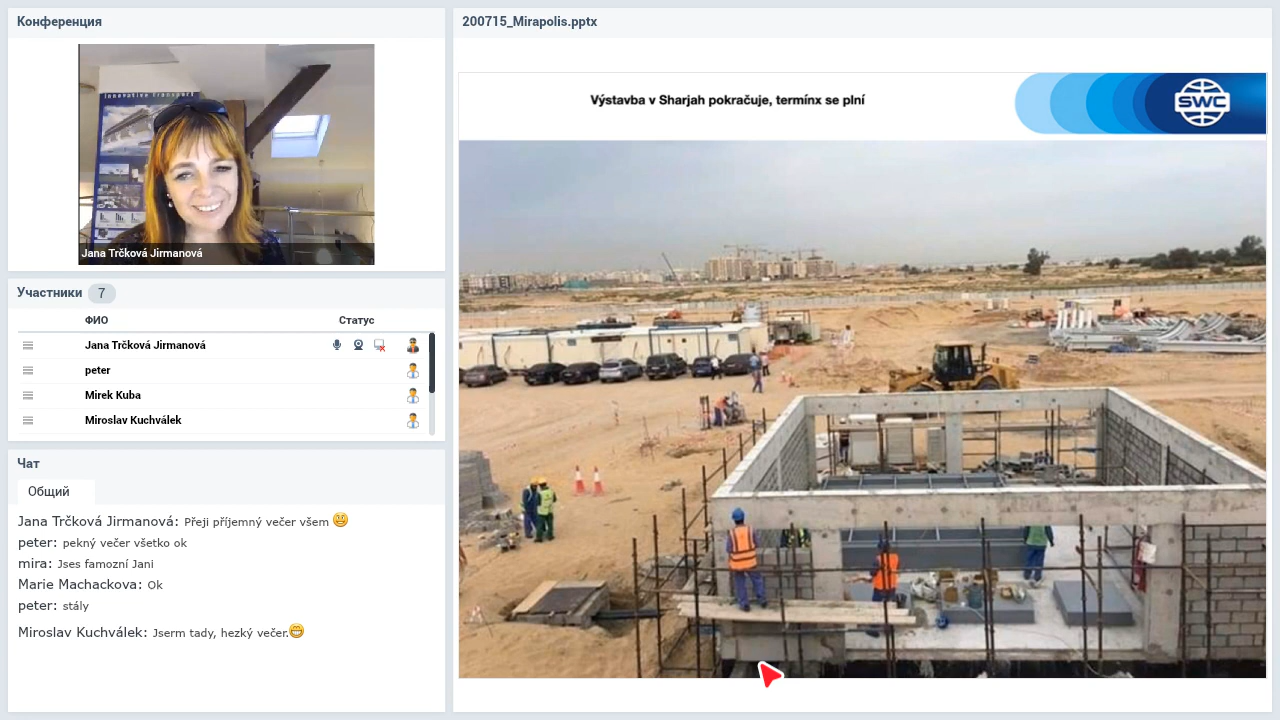 Конференция
Innovative Transport
Jana Trčková Jirmanová
Участники 7
ФИО Статус
Jana Trčková Jirmanová
peter
Mirek Kuba
Miroslav Kuchválek
Чат
Общий
Jana Trčková Jirmanová: Přeji příjemný večer všem
peter: pekný večer všetko ok
mira: Jses famozní Jani
Marie Machackova: Ok
peter: stály
Miroslav Kuchválek: Jserm tady, hezký večer.
200715_Mirapolis.pptx
Výstavba v Sharjah pokračuje, termínx se plní
SWC